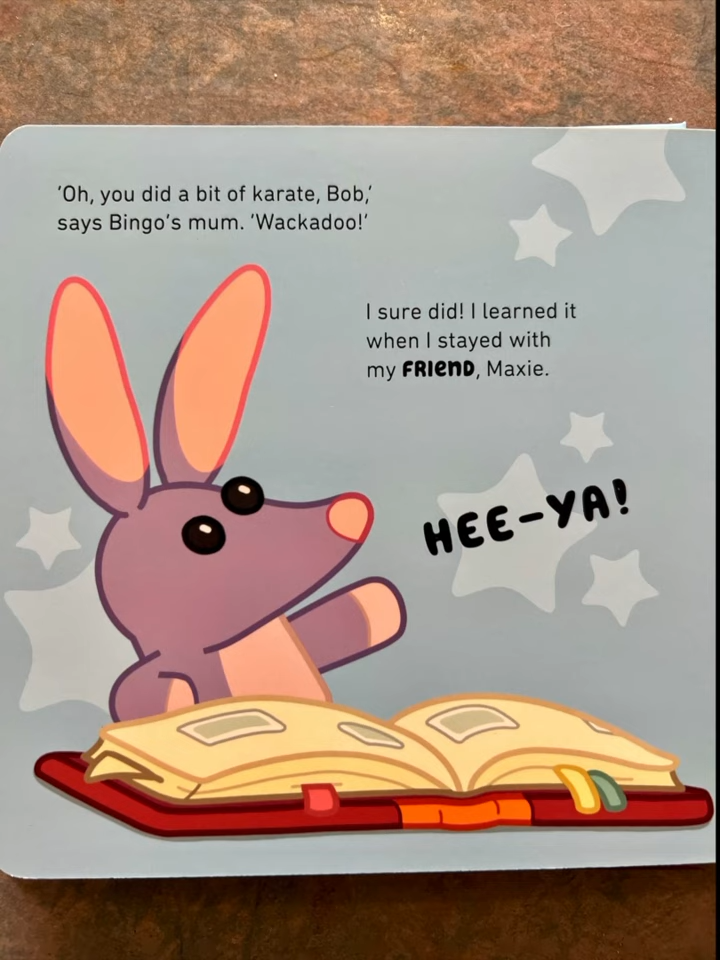 ‘Oh, you did a bit of karate, Bob,’
says Bingo’s mum. ‘Wackadoo!’
I sure did! I learned it
when I stayed with
my FRIEND, Maxie.
HEE-YA!